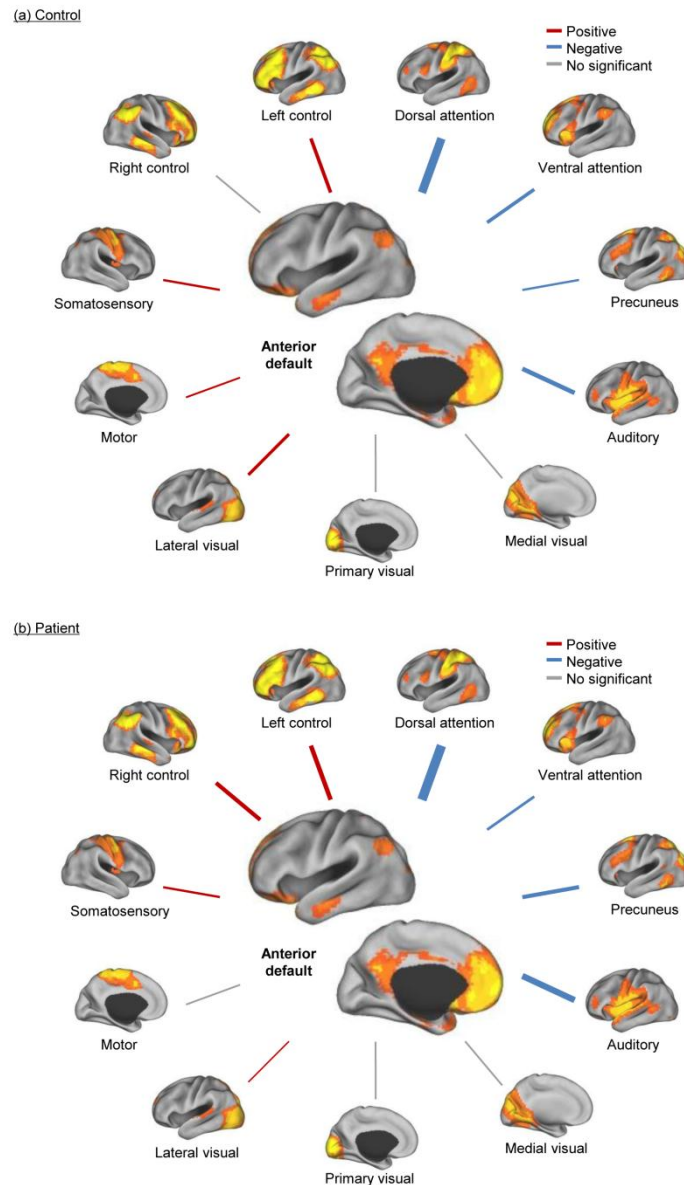 (a) Control
Positive
Negative
No significant
Left control
Dorsal attention
Right control
Ventral attention
Somatosensory
Precuneus
Anterior
default
Motor
Auditory
Lateral visual
Primary visual
Medial visual
(b) Patient
Positive
Negative
No significant
Left control
Dorsal attention
Right control
Ventral attention
Somatosensory
Precuneus
Anterior
default
Motor
Auditory
Lateral visual
Primary visual
Medial visual